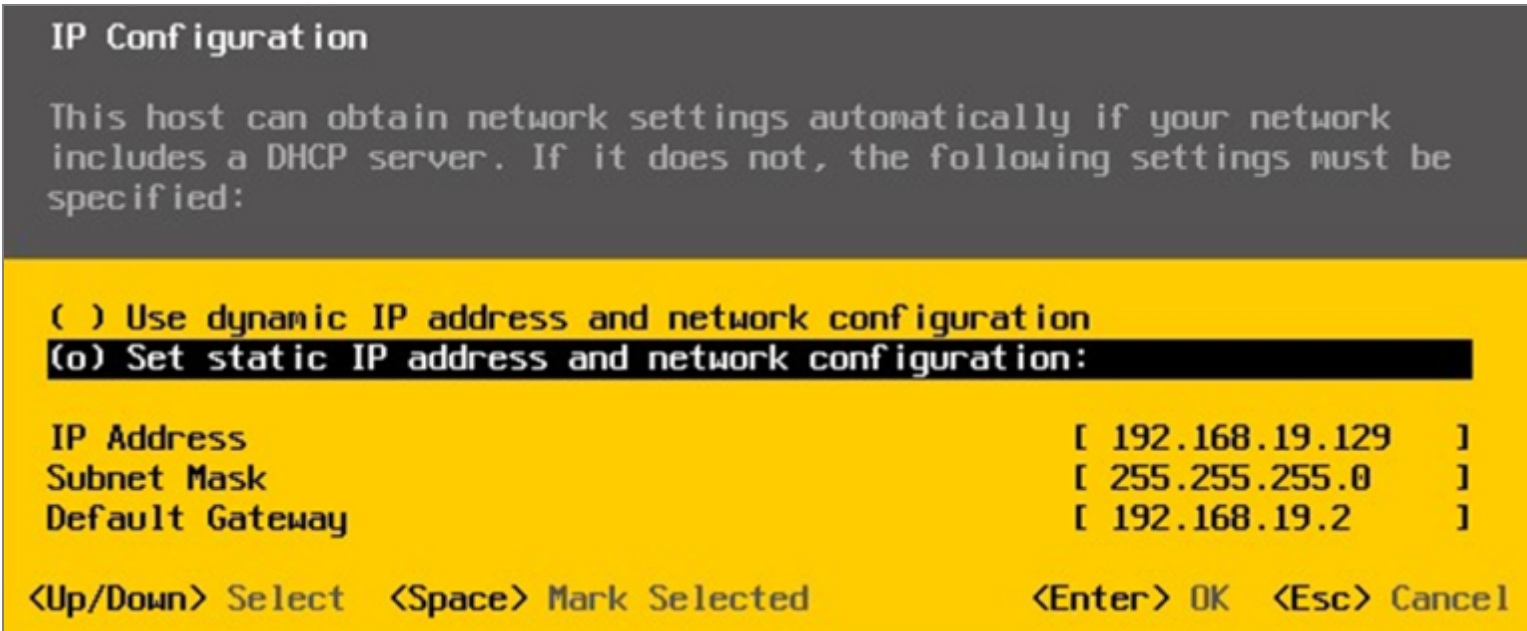 IP Configuration
This host can obtain network settings automatically if your network
includes a DHCP server. If it does not, the following settings must be
specified:
( ) Use dynamic IP address and network configuration
(o) Set static IP address and network configuration:
IP Address [ 192.168.19.129 ]
Subnet Mask [ 255.255.255.0 ]
Default Gateway [ 192.168.19.2 ]
<Up/Down> Select <Space> Mark Selected <Enter> OK <Esc> Cancel